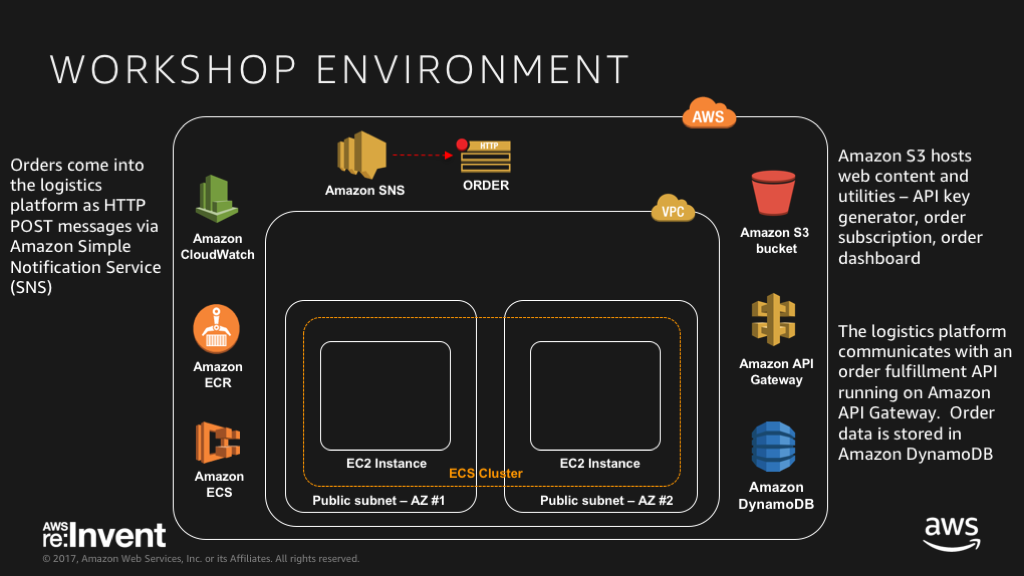 WORKSHOP ENVIRONMENT
AWS
Orders come into
the logistics
platform as HTTP
POST messages via
Amazon Simple
Notification Service
(SNS)
Amazon SNS
HTTP
ORDER
Amazon
CloudWatch
VPC
Amazon S3
bucket
Amazon S3 hosts
web content and
utilities – API key
generator, order
subscription, order
dashboard
Amazon
ECR
Amazon API
Gateway
The logistics platform
communicates with an
order fulfillment API
running on Amazon
API Gateway.  Order
data is stored in
Amazon DynamoDB
Amazon
ECS
EC2 Instance
EC2 Instance
ECS Cluster
Public subnet – AZ #1
Public subnet – AZ #2
Amazon
DynamoDB
AWS
re:Invent
aws
© 2017, Amazon Web Services, Inc. or its Affiliates. All rights reserved.